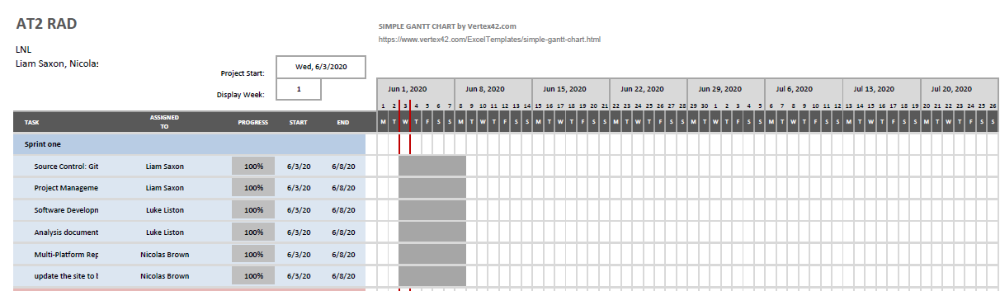 AT2 RAD
SIMPLE GANTT CHART by Vertex42.com
https://www.vertex42.com/ExcelTemplates/simple-gantt-chart.html
LNL
Liam Saxon, Nicolas
Project Start: Wed, 6/3/2020
Display Week: 1
Jun 1, 2020 Jun 8, 2020 Jun 15, 2020 Jun 22, 2020 Jun 29, 2020 Jul 6, 2020 Jul 13, 2020 Jul 20, 2020
1 2 3 4 5 6 7 8 9 10 11 12 13 14 15 16 17 18 19 20 21 22 23 24 25 26 27 28 29 30 1 2 3 4 5 6 7 8 9 10 11 12 13 14 15 16 17 18 19 20 21 22 23 24 25 26
TASK ASSIGNED TO PROGRESS START END M T W T F S S M T W T F S S M T W T F S S M T W T F S S M T W T F S S M T W T F S S M T W T F S S M T W T F S S
Sprint one
Source Control: Git Liam Saxon 100% 6/3/20 6/8/20
Project Manageme Liam Saxon 100% 6/3/20 6/8/20
Software Developn Luke Liston 100% 6/3/20 6/8/20
Analysis document Luke Liston 100% 6/3/20 6/8/20
Multi-Platform Rep Nicolas Brown 100% 6/3/20 6/8/20
update the site to t Nicolas Brown 100% 6/3/20 6/8/20